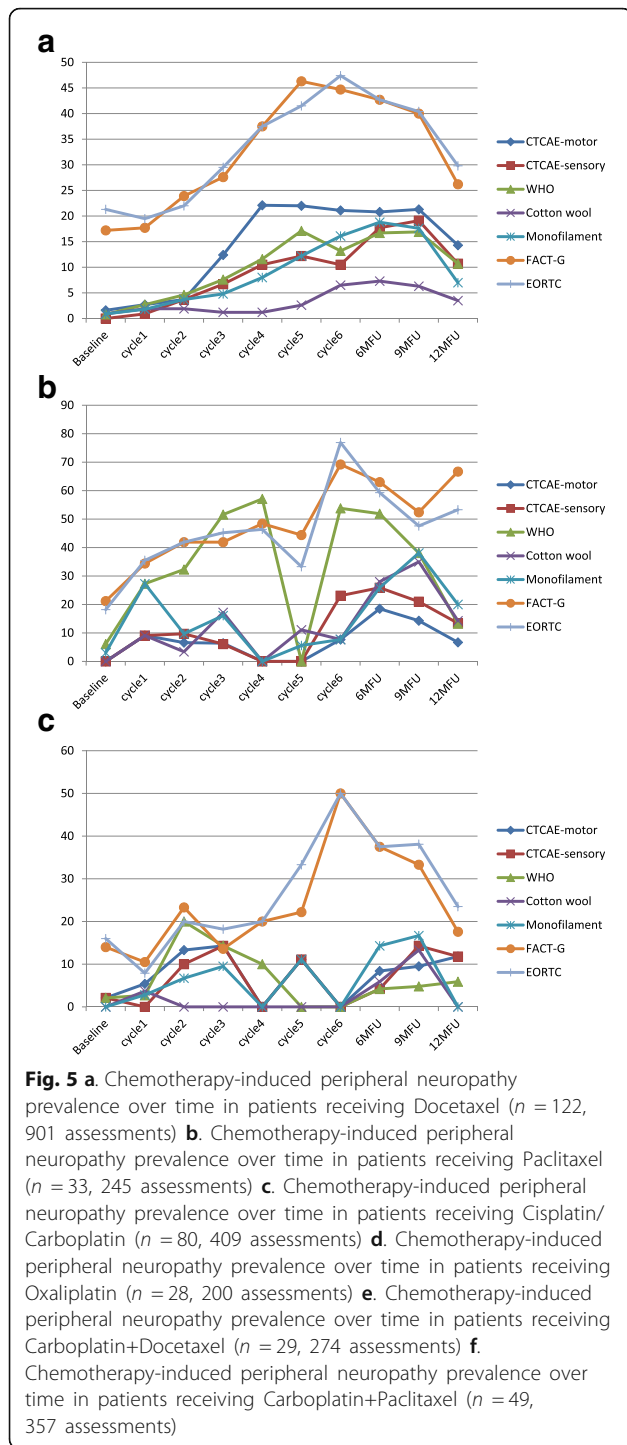 a
50
45
40
35
30
25
20
15
10
5
0
Baseline cycle1 cycle2 cycle3 cycle4 cycle5 cycle6 6MFU 9MFU 12MFU
CTCAE-motor
CTCAE-sensory
WHO
Cotton wool
Monofilament
FACT-G
EORTC
b
90
80
70
60
50
40
30
20
10
0
Baseline cycle1 cycle2 cycle3 cycle4 cycle5 cycle6 6MFU 9MFU 12MFU
CTCAE-motor
CTCAE-sensory
WHO
Cotton wool
Monofilament
FACT-G
EORTC
c
60
50
40
30
20
10
0
Baseline cycle1 cycle2 cycle3 cycle4 cycle5 cycle6 6MFU 9MFU 12MFU
CTCAE-motor
CTCAE-sensory
WHO
Cotton wool
Monofilament
FACT-G
EORTC
Fig. 5 a. Chemotherapy-induced peripheral neuropathy
prevalence over time in patients receiving Docetaxel (n = 122,
901 assessments) b. Chemotherapy-induced peripheral
neuropathy prevalence over time in patients receiving Paclitaxel
(n = 33, 245 assessments) c. Chemotherapy-induced peripheral
neuropathy prevalence over time in patients receiving Cisplatin/
Carboplatin (n = 80, 409 assessments) d. Chemotherapy-induced
peripheral neuropathy prevalence over time in patients receiving
Oxaliplatin (n = 28, 200 assessments) e. Chemotherapy-induced
peripheral neuropathy prevalence over time in patients receiving
Carboplatin+Docetaxel (n = 29, 274 assessments) f.
Chemotherapy-induced peripheral neuropathy prevalence over
time in patients receiving Carboplatin+Paclitaxel (n = 49,
357 assessments)